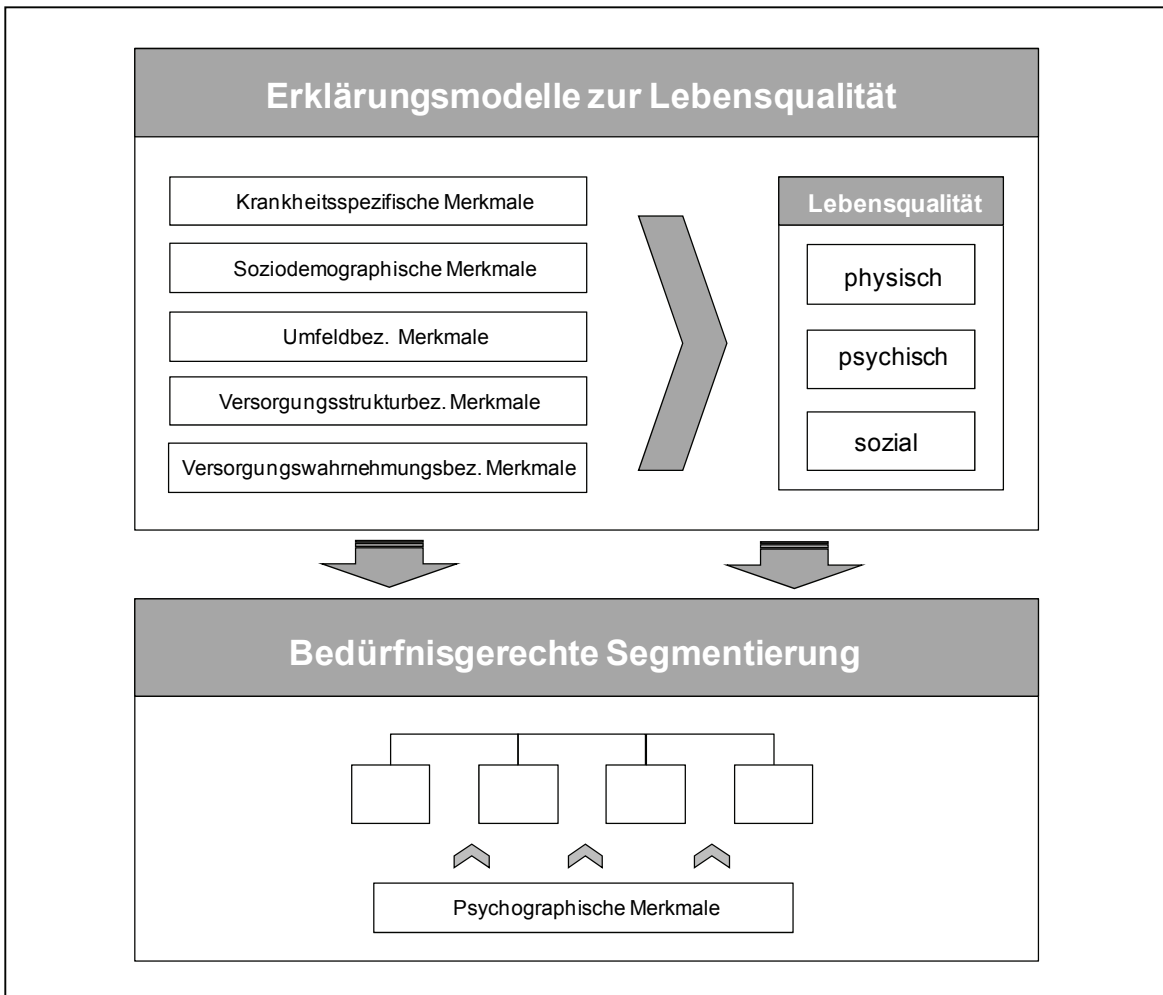 Erklärungsmodelle zur Lebensqualität
Krankheitsspezifische Merkmale
Soziodemographische Merkmale
Umfeldbez. Merkmale
Versorgungsstrukturbez. Merkmale
Versorgungswahrnehmungsbez. Merkmale
Lebensqualität
physisch
psychisch
sozial
Bedürfnisgerechte Segmentierung
Psychographische Merkmale